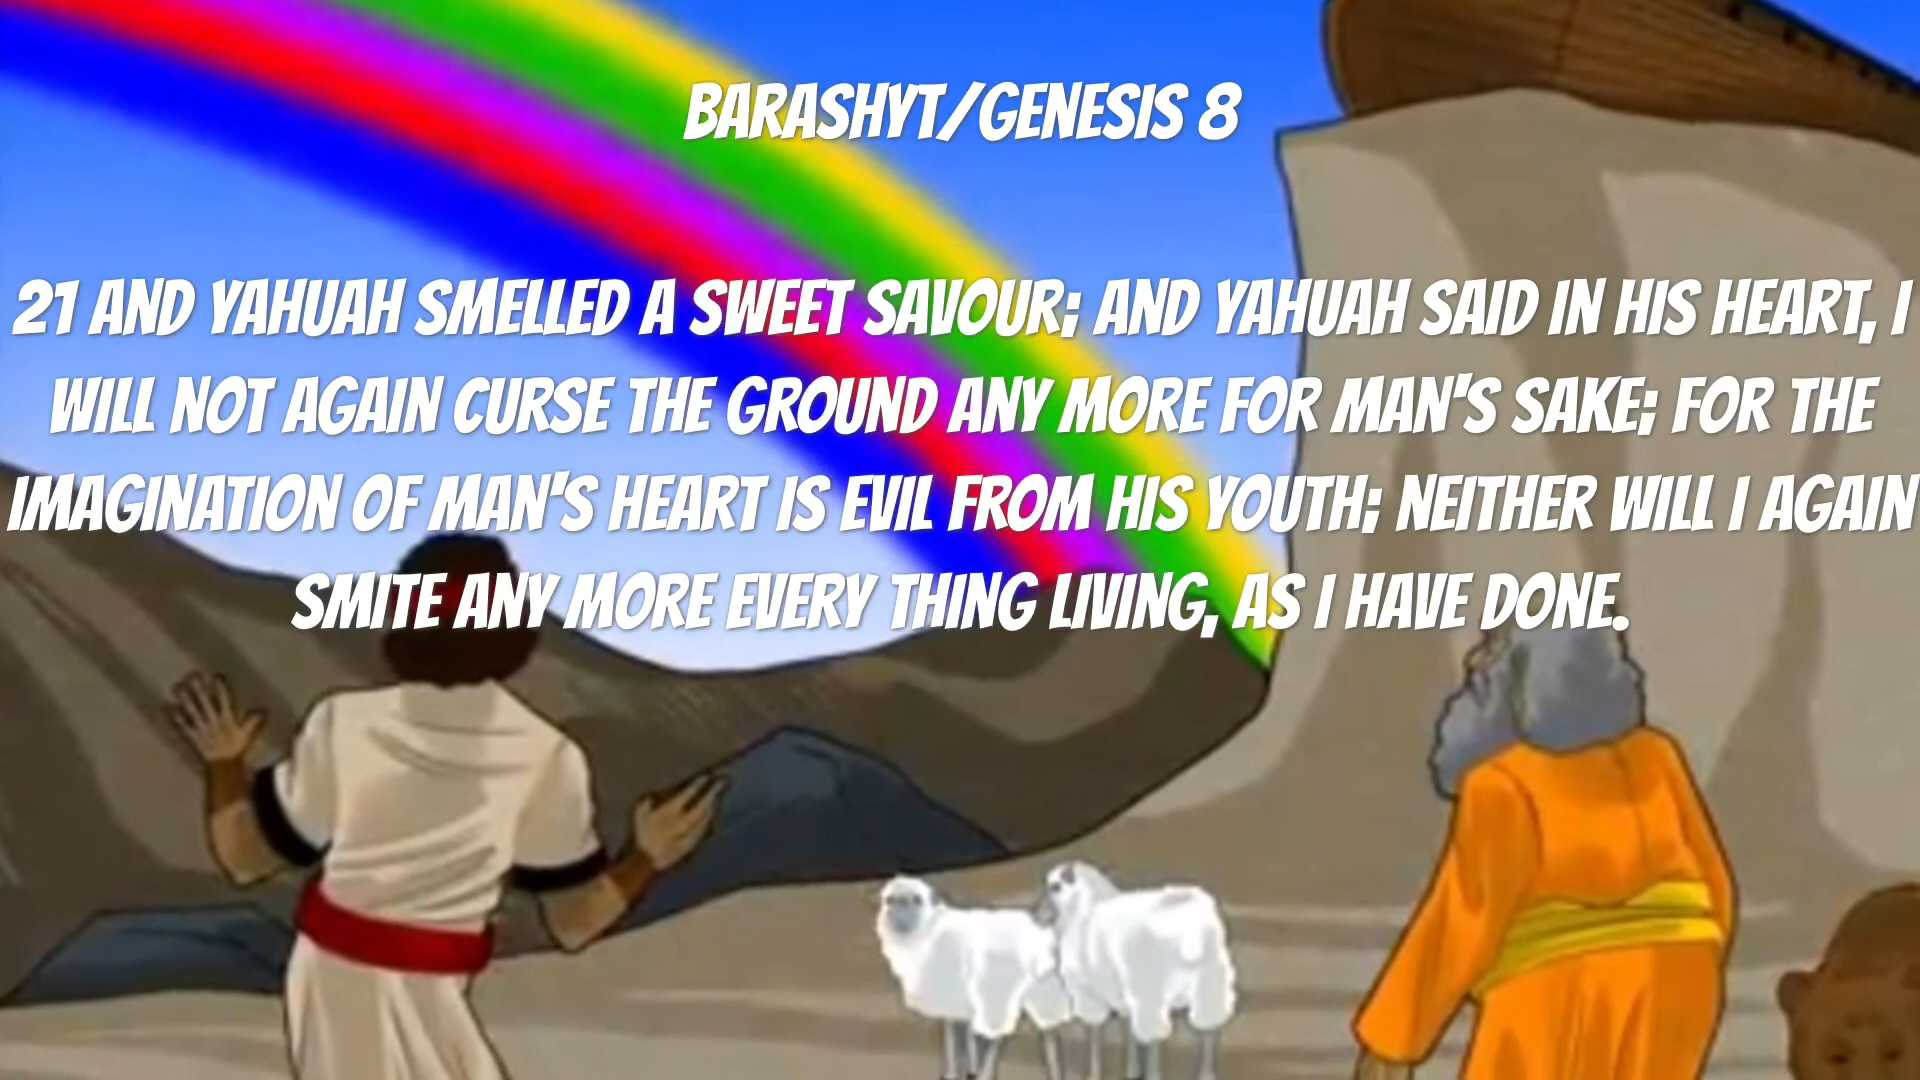 BARASHYT/GENESIS 8
21 AND YAHUAH SMELLED A SWEET SAVOUR; AND YAHUAH SAID IN HIS HEART, I
WILL NOT AGAIN CURSE THE GROUND ANY MORE FOR MAN'S SAKE; FOR THE
IMAGINATION OF MAN'S HEART IS EVIL FROM HIS YOUTH; NEITHER WILL I AGAIN
SMITE ANY MORE EVERY THING LIVING, AS I HAVE DONE.